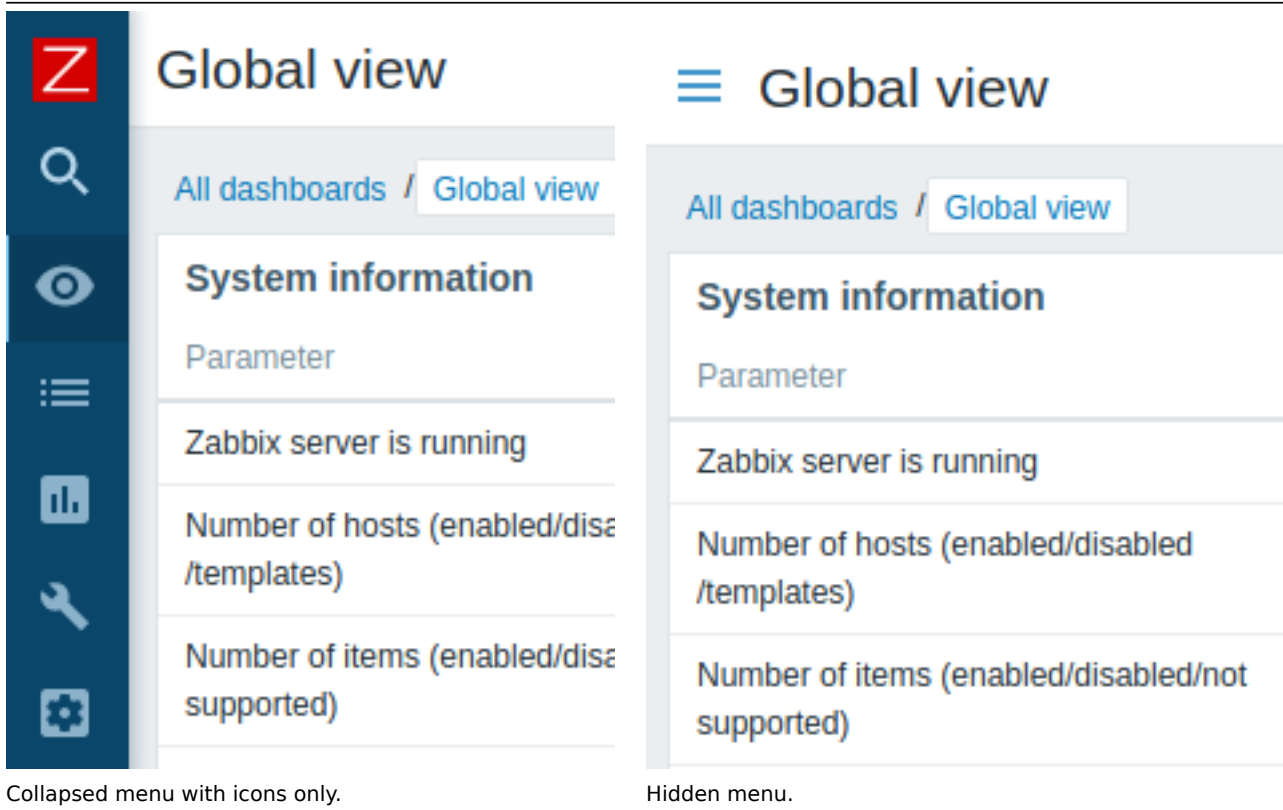 Z
Global view
All dashboards / Global view
System information
Parameter
Zabbix server is running
Number of hosts (enabled/disa
/templates)
Number of items (enabled/disa
supported)
Collapsed menu with icons only.
Global view
All dashboards / Global view
System information
Parameter
Zabbix server is running
Number of hosts (enabled/disabled
/templates)
Number of items (enabled/disabled/not
supported)
Hidden menu.